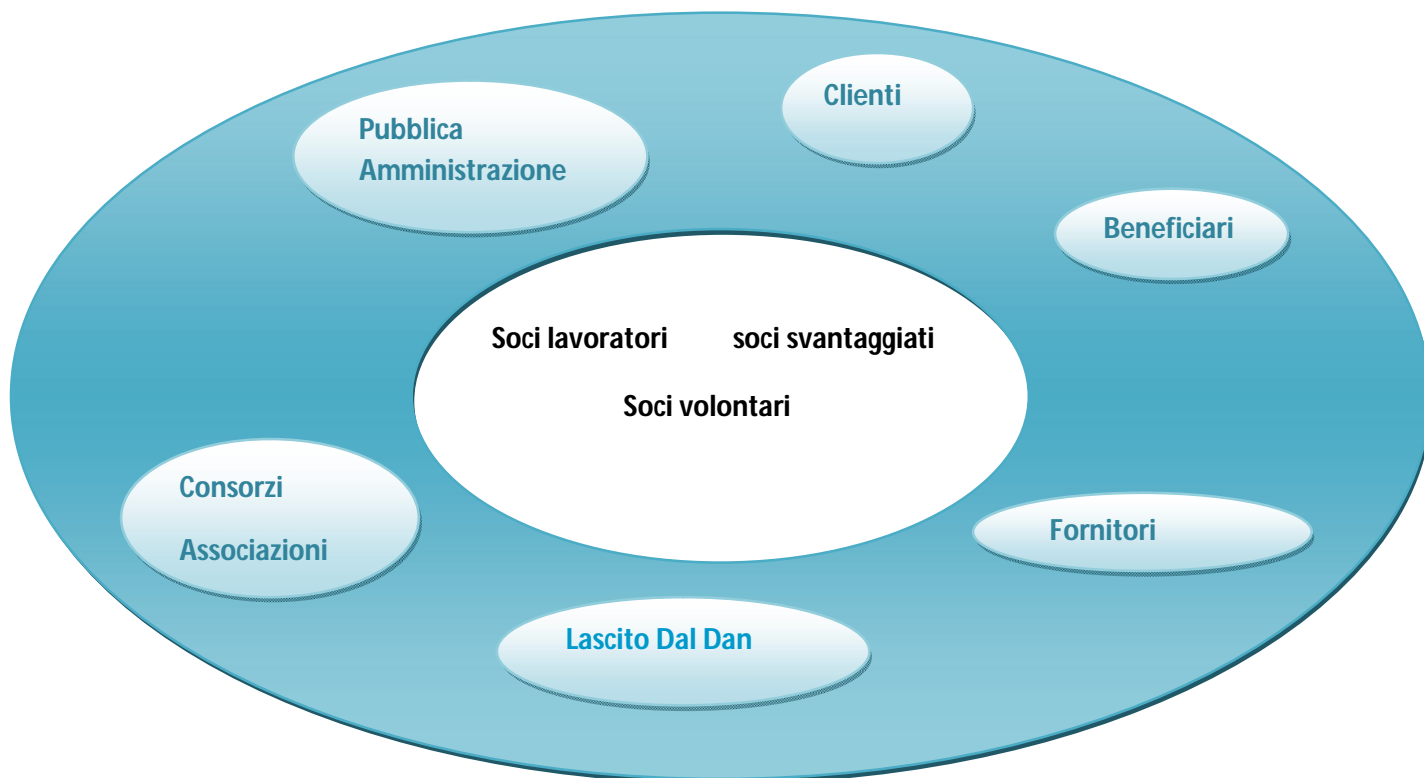 Clienti
Pubblica
Amministrazione
Beneficiari
Soci lavoratori soci svantaggiati
Soci volontari
Consorzi
Associazioni
Fornitori
Lascito Dal Dan